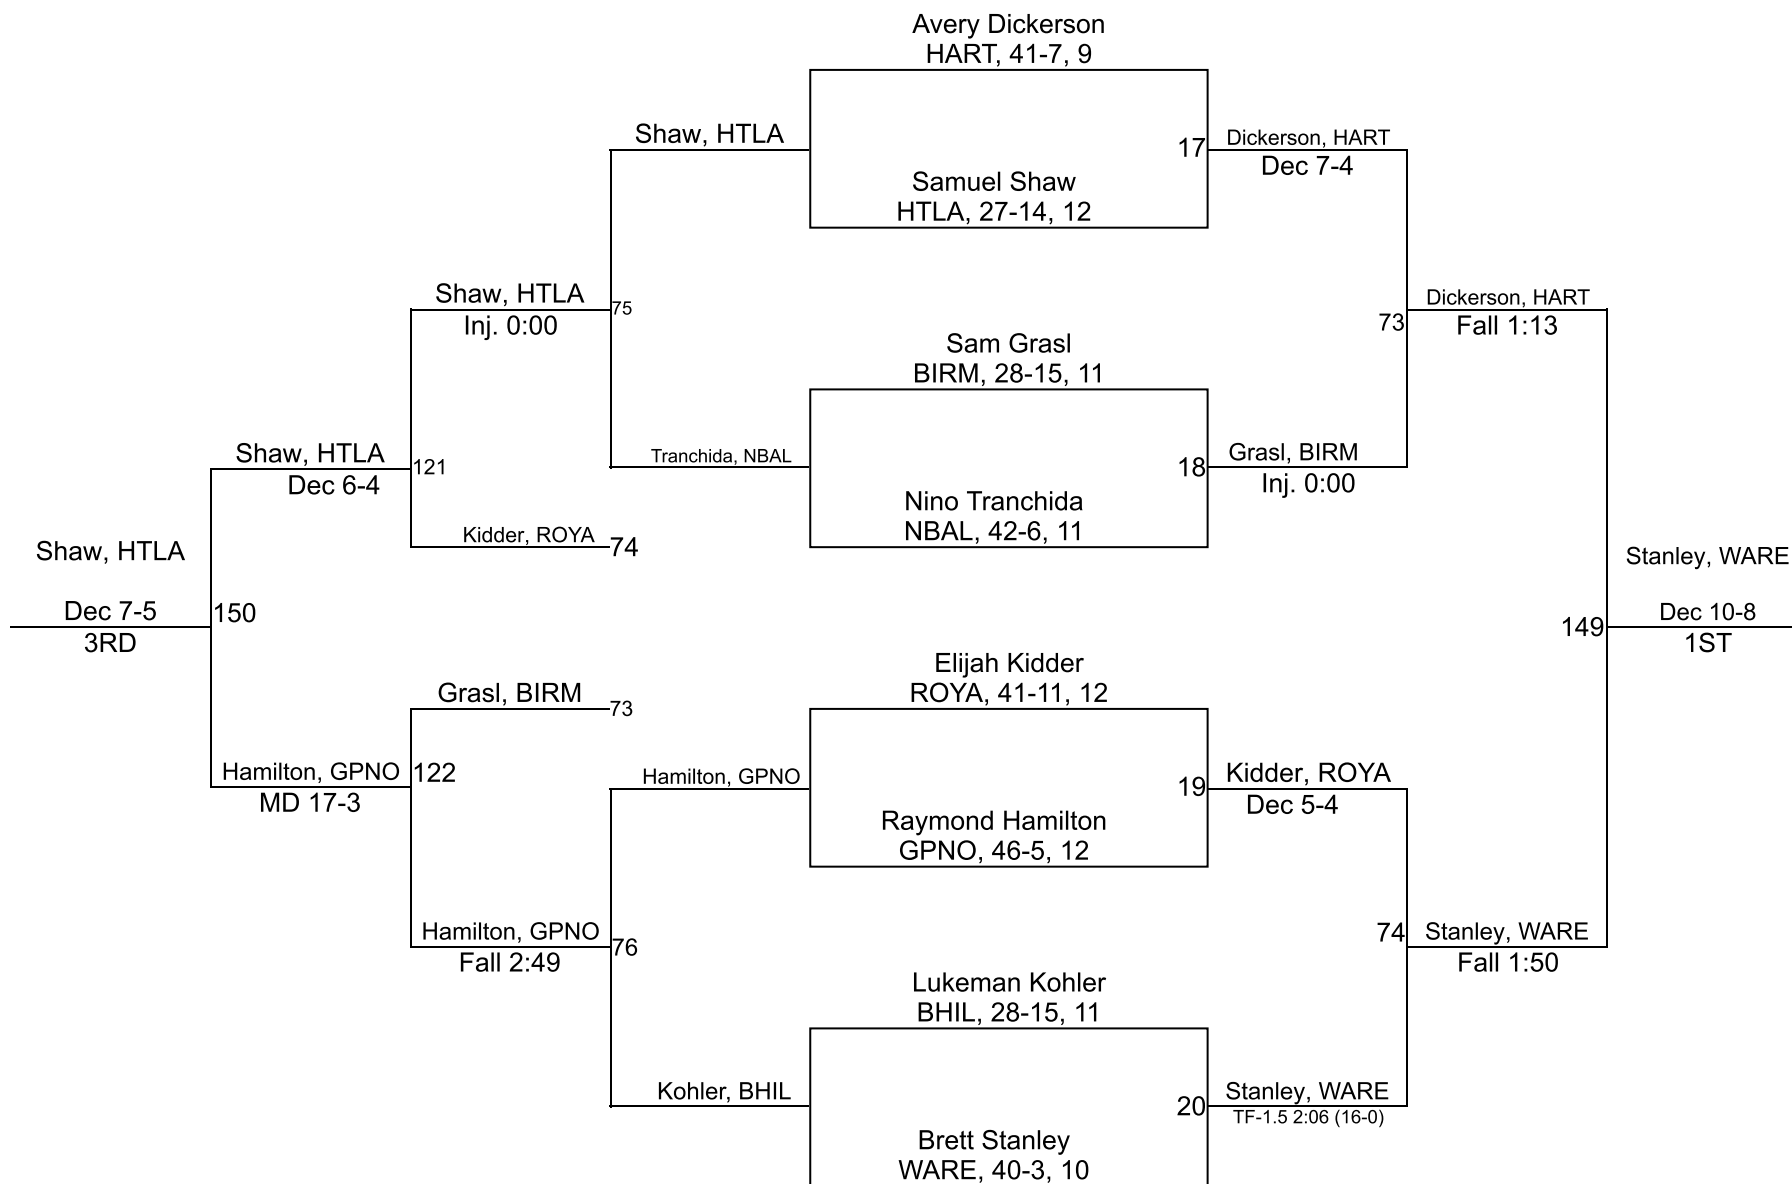 Avery Dickerson
HART, 41-7, 9
Shaw, HTLA
17
Dickerson, HART
Dec 7-4
Samuel Shaw
HTLA, 27-14, 12
Shaw, HTLA
Inj. 0:00
75
73
Dickerson, HART
Fall 1:13
Sam Grasl
BIRM, 28-15, 11
Shaw, HTLA
Dec 6-4
121
Tranchida, NBAL
18
Grasl, BIRM
Inj. 0:00
Nino Tranchida
NBAL, 42-6, 11
Kidder, ROYA
74
Shaw, HTLA
Dec 7-5
3RD
150
149
Stanley, WARE
Dec 10-8
1ST
Elijah Kidder
ROYA, 41-11, 12
Grasl, BIRM
73
Hamilton, GPNO
MD 17-3
122
Hamilton, GPNO
19
Kidder, ROYA
Dec 5-4
Raymond Hamilton
GPNO, 46-5, 12
Hamilton, GPNO
Fall 2:49
76
74
Stanley, WARE
Fall 1:50
Lukeman Kohler
BHIL, 28-15, 11
Kohler, BHIL
20
Stanley, WARE
TF-1.5 2:06 (16-0)
Brett Stanley
WARE, 40-3, 10